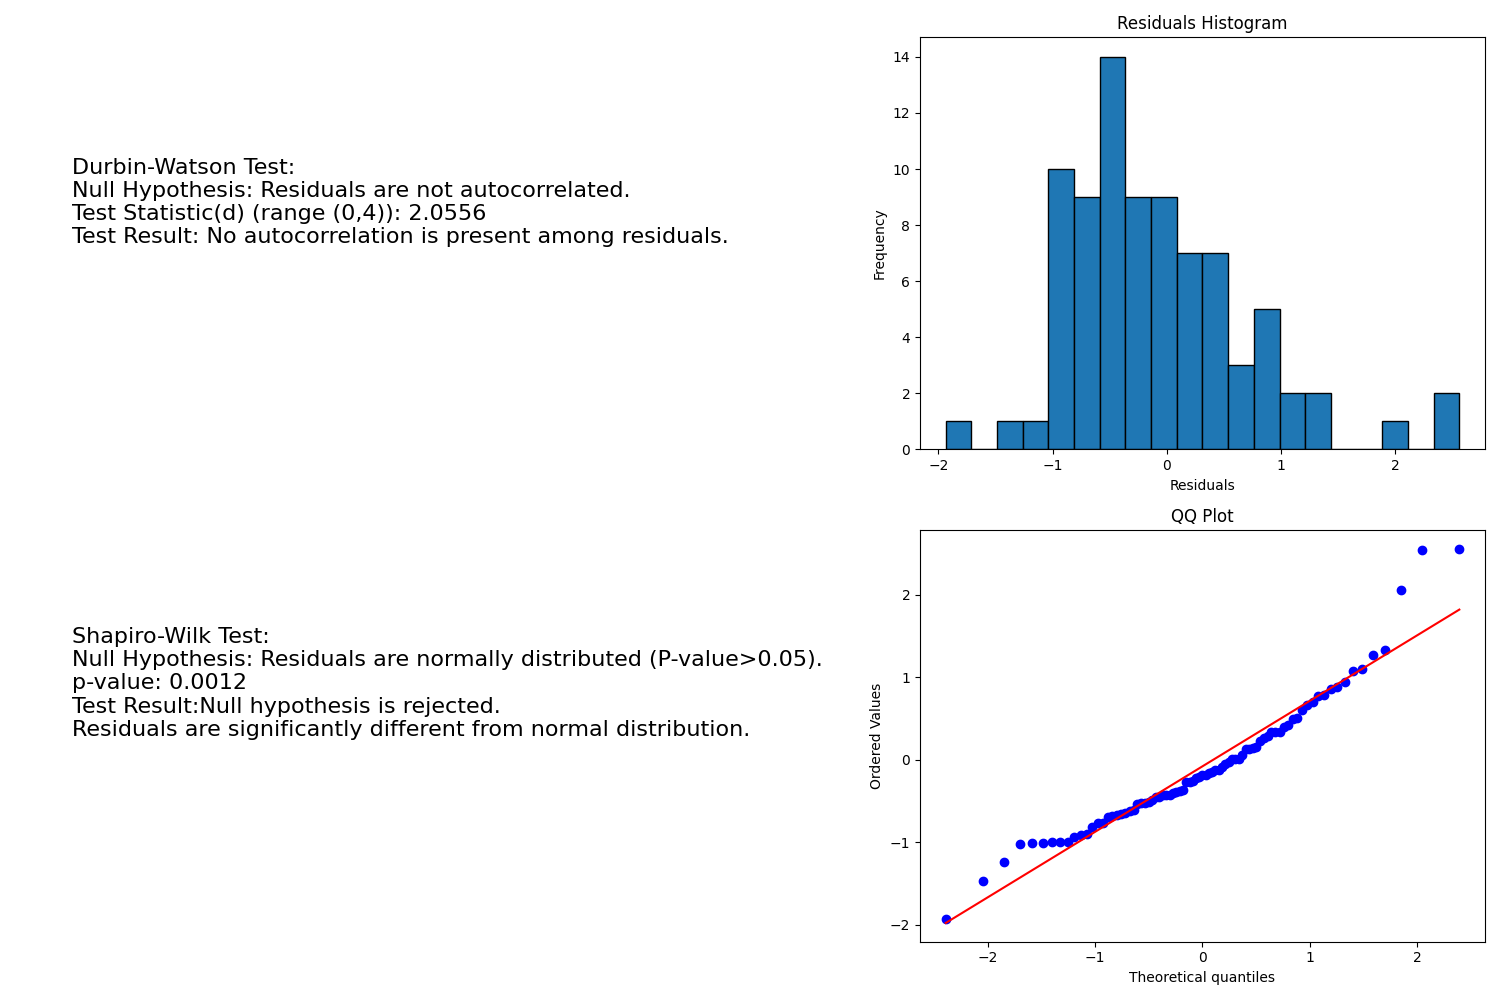 Durbin-Watson Test:
Null Hypothesis: Residuals are not autocorrelated.
Test Statistic(d) (range (0,4)): 2.0556
Test Result: No autocorrelation is present among residuals.
Residuals Histogram
14
12
10
8
6
4
2
0
Frequency
−2
−1
0
1
2
Residuals
Shapiro-Wilk Test:
Null Hypothesis: Residuals are normally distributed (P-value>0.05).
p-value: 0.0012
Test Result:Null hypothesis is rejected.
Residuals are significantly different from normal distribution.
QQ Plot
2
1
0
−1
−2
Ordered Values
−2
−1
0
1
2
Theoretical quantiles